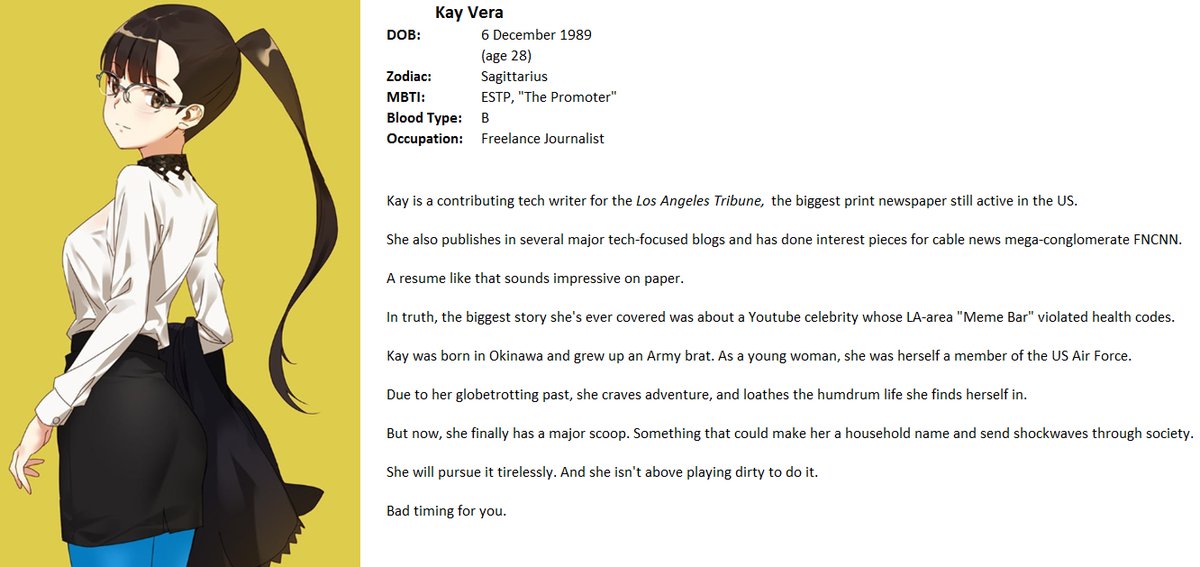 Kay Vera
DOB: 6 December 1989
(age 28)
Zodiac: Sagittarius
MBTI: ESTP, "The Promoter"
Blood Type: B
Occupation: Freelance Journalist
Kay is a contributing tech writer for the Los Angeles Tribune, the biggest print newspaper still active in the US.
She also publishes in several major tech-focused blogs and has done interest pieces for cable news mega-conglomerate FNCNN.
A resume like that sounds impressive on paper.
In truth, the biggest story she's ever covered was about a Youtube celebrity whose LA-area "Meme Bar" violated health codes.
Kay was born in Okinawa and grew up an Army brat. As a young woman, she was herself a member of the US Air Force.
Due to her globetrotting past, she craves adventure, and loathes the humdrum life she finds herself in.
But now, she finally has a major scoop. Something that could make her a household name and send shockwaves through society.
She will pursue it tirelessly. And she isn't above playing dirty to do it.
Bad timing for you.